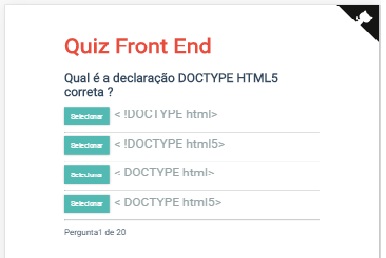 Quiz Front End
Qual é a declaração DOCTYPE HTML5
correta ?
Selecionar < !DOCTYPE html>
Selecionar < !DOCTYPE html5>
Selecionar < DOCTYPE html>
Selecionar < DOCTYPE html5>
Pergunta1 de 20